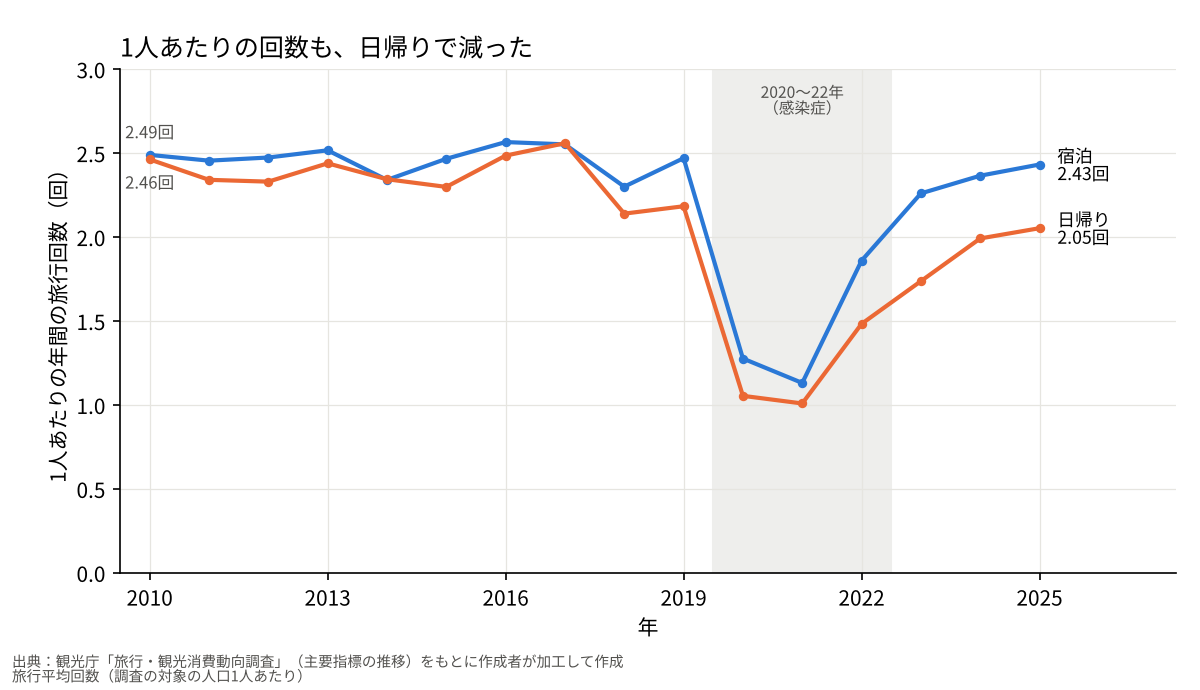 1人あたりの回数も、日帰りで減った
3.0
2.5
2.0
1.5
1.0
0.5
0.0
1人あたりの年間の旅行回数（回）
2.49回
2.46回
2020～22年
（感染症）
宿泊
2.43回
日帰り
2.05回
2010
2013
2016
2019
2022
2025
年
出典：観光庁「旅行・観光消費動向調査」（主要指標の推移）をもとに作成者が加工して作成
旅行平均回数（調査の対象の人口1人あたり）